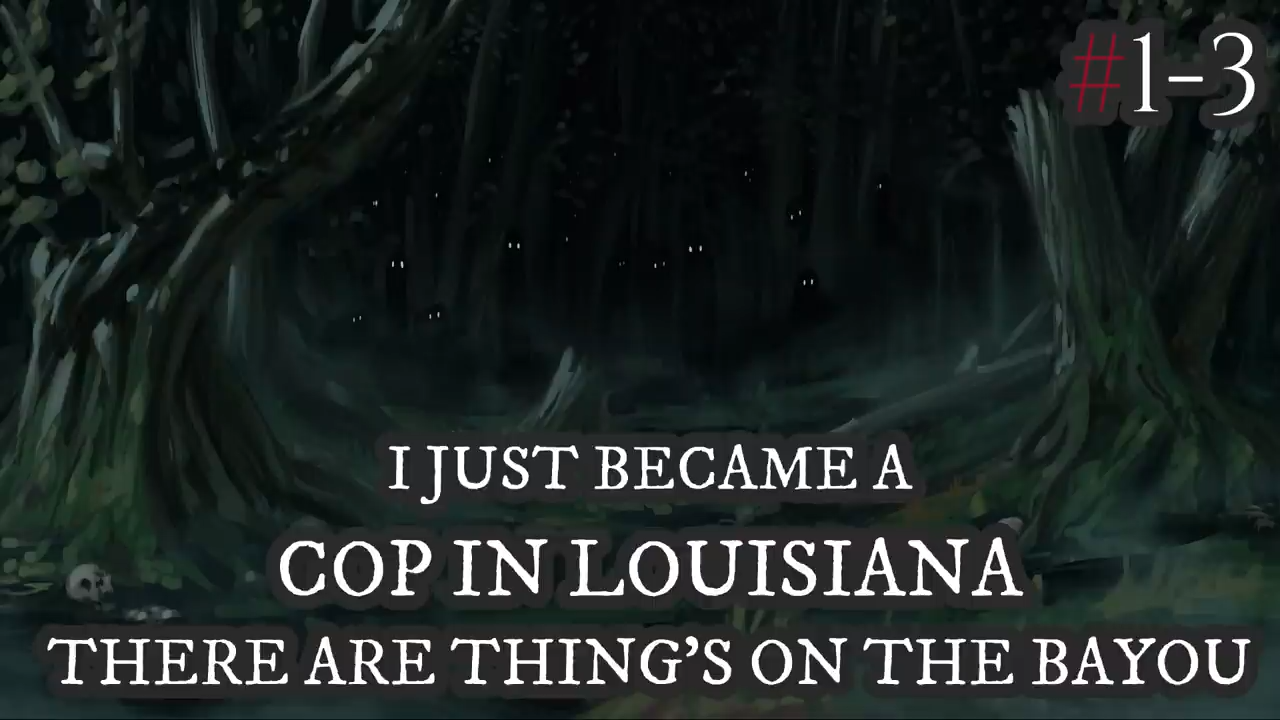 #1-3
I JUST BECAME A
COP IN LOUISIANA
THERE ARE THING'S ON THE BAYOU